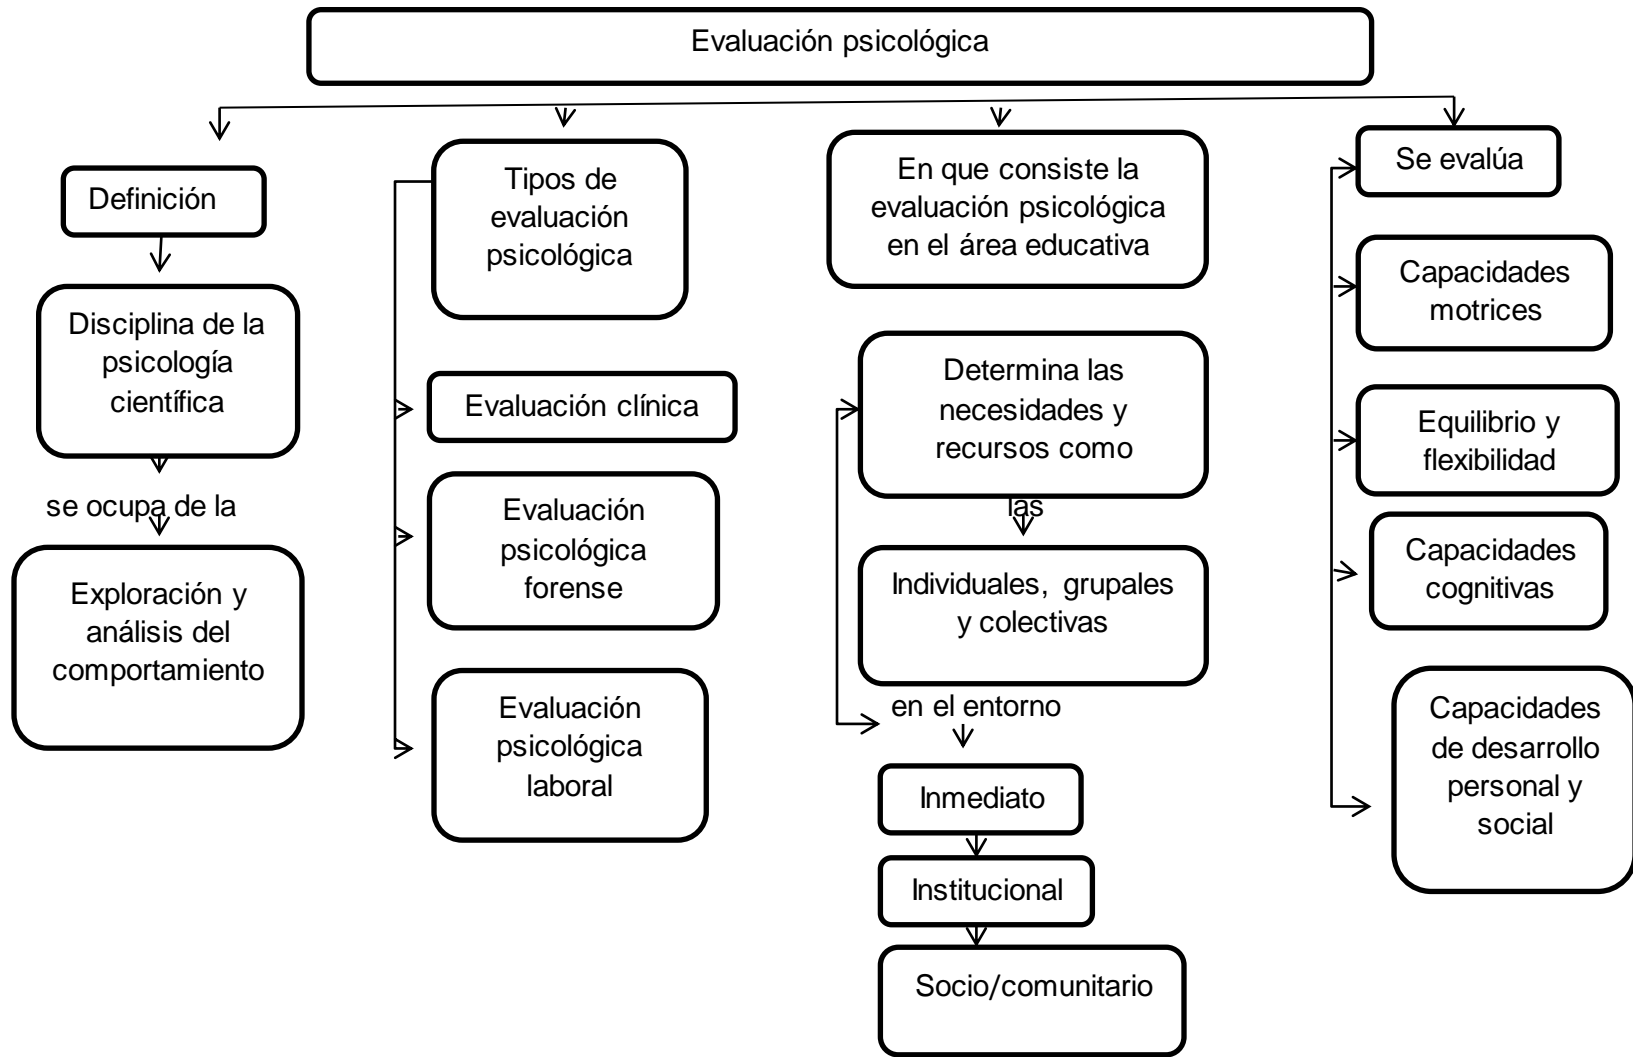 Evaluación psicológica
Definición
Disciplina de la
psicología
científica
se ocupa de la
Exploración y
análisis del
comportamiento
Tipos de
evaluación
psicológica
Evaluación clínica
Evaluación
psicológica
forense
Evaluación
psicológica
laboral
En que consiste la
evaluación psicológica
en el área educativa
Determina las
necesidades y
recursos como
las
Individuales, grupales
y colectivas
en el entorno
Inmediato
Institucional
Socio/comunitario
Se evalúa
Capacidades
motrices
Equilibrio y
flexibilidad
Capacidades
cognitivas
Capacidades
de desarrollo
personal y
social